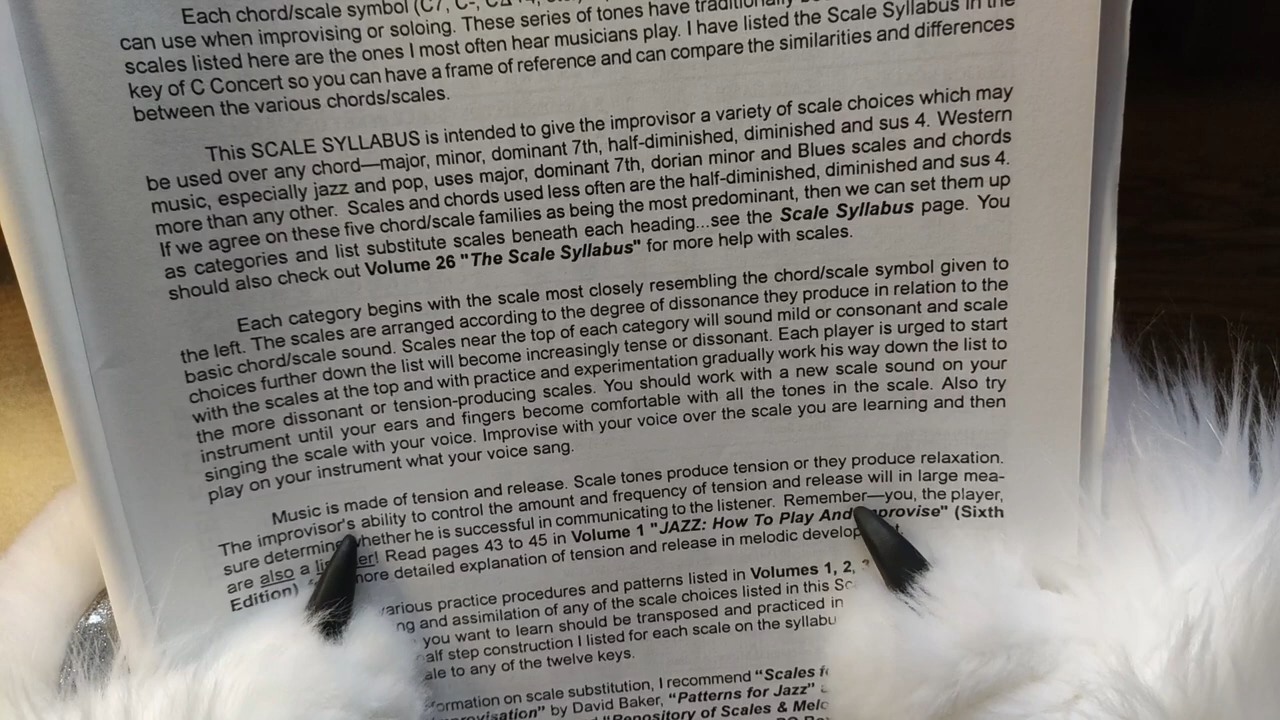 Each chord/scale symbol (C7, C-,
can use when improvising or soloing. These series of tones have traditionally
scales listed here are the ones I most often hear musicians play. I have listed the Scale Syllabus in the
key of C Concert so you can have a frame of reference and can compare the similarities and differences
between the various chords/scales.
This SCALE SYLLABUS is intended to give the improvisor a variety of scale choices which may
be used over any chord—major, minor, dominant 7th, half-diminished, diminished and sus 4. Western
music, especially jazz and pop, uses major, dominant 7th, dorian minor and Blues scales and chords
more than any other. Scales and chords used less often are the half-diminished, diminished and sus 4.
If we agree on these five chord/scale families as being the most predominant, then we can set them up
as categories and list substitute scales beneath each heading...see the Scale Syllabus page. You
should also check out Volume 26 "The Scale Syllabus" for more help with scales.
Each category begins with the scale most closely resembling the chord/scale symbol given to
the left. The scales are arranged according to the degree of dissonance they produce in relation to the
basic chord/scale sound. Scales near the top of each category will sound mild or consonant and scale
choices further down the list will become increasingly tense or dissonant. Each player is urged to start
with the scales at the top and with practice and experimentation gradually work his way down the list to
the more dissonant or tension-producing scales. You should work with a new scale sound on your
instrument until your ears and fingers become comfortable with all the tones in the scale. Also try
singing the scale with your voice. Improvise with your voice over the scale you are learning and then
play on your instrument what your voice sang.
Music is made of tension and release. Scale tones produce tension or they produce relaxation.
The improvisor's ability to control the amount and frequency of tension and release will in large mea-
sure determine whether he is successful in communicating to the listener. Remember—you, the player,
are also a listener! Read pages 43 to 45 in Volume 1 "JAZZ: How To Play And Improvise" (Sixth
Edition) more detailed explanation of tension and release in melodic
various practice procedures and patterns listed in Volumes 1, 2,
and assimilation of any of the scale choices listed in this
you want to learn should be transposed and practiced in
half step construction I listed for each scale on the
to any of the twelve keys.
on scale substitution, I recommend "Scales
by David Baker, "Patterns for Jazz"
"Repository of Scales &